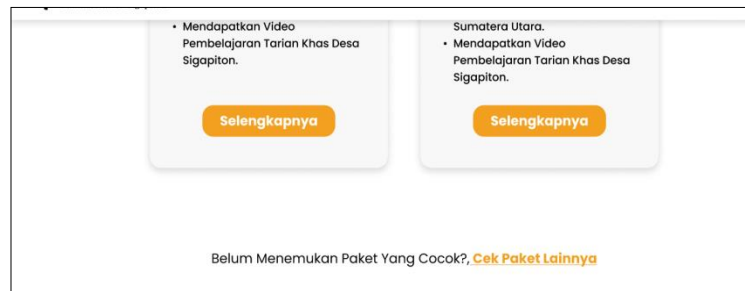 • Mendapatkan Video
Pembelajaran Tarian Khas Desa
Sigapiton.
Selengkapnya
Sumatera Utara.
• Mendapatkan Video
Pembelajaran Tarian Khas Desa
Sigapiton.
Selengkapnya
Belum Menemukan Paket Yang Cocok?, Cek Paket Lainnya